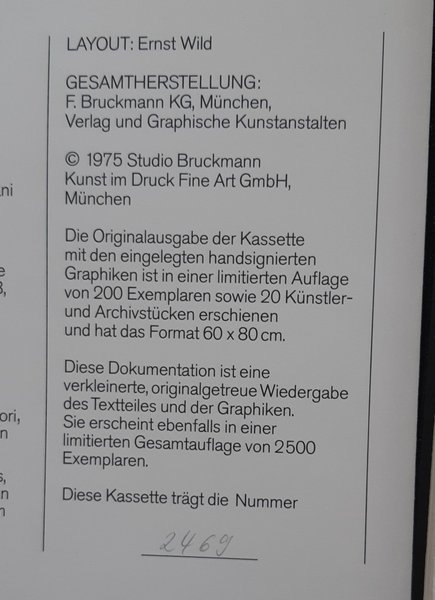 LAYOUT: Ernst Wild
GESAMTHERSTELLUNG:
F. Bruckmann KG, München,
Verlag und Graphische Kunstanstalten
© 1975 Studio Bruckmann
Kunst im Druck Fine Art GmbH,
München
Die Originalausgabe der Kassette
mit den eingelegten handsignierten
Graphiken ist in einer limitierten Auflage
von 200 Exemplaren sowie 20 Künstler-
und Archivstücken erschienen
und hat das Format 60 x 80 cm.
Diese Dokumentation ist eine
verkleinerte, originalgetreue Wiedergabe
des Textteiles und der Graphiken.
Sie erscheint ebenfalls in einer
limitierten Gesamtauflage von 2500
Exemplaren.
Diese Kassette trägt die Nummer
2469